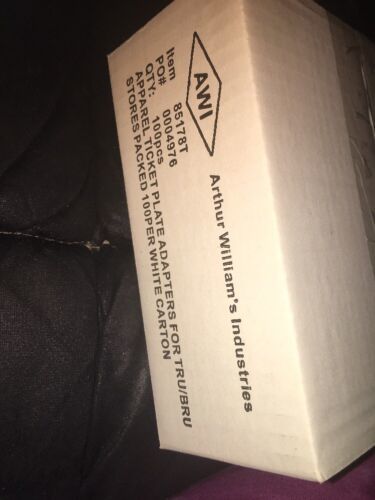 AWI
Arthur William's Industries
Item 85178T
PO# 0004976
QTY: 100pcs
APPAREL TICKET PLATE ADAPTERS FOR TRU/BRU
STORES PACKED 100PER WHITE CARTON